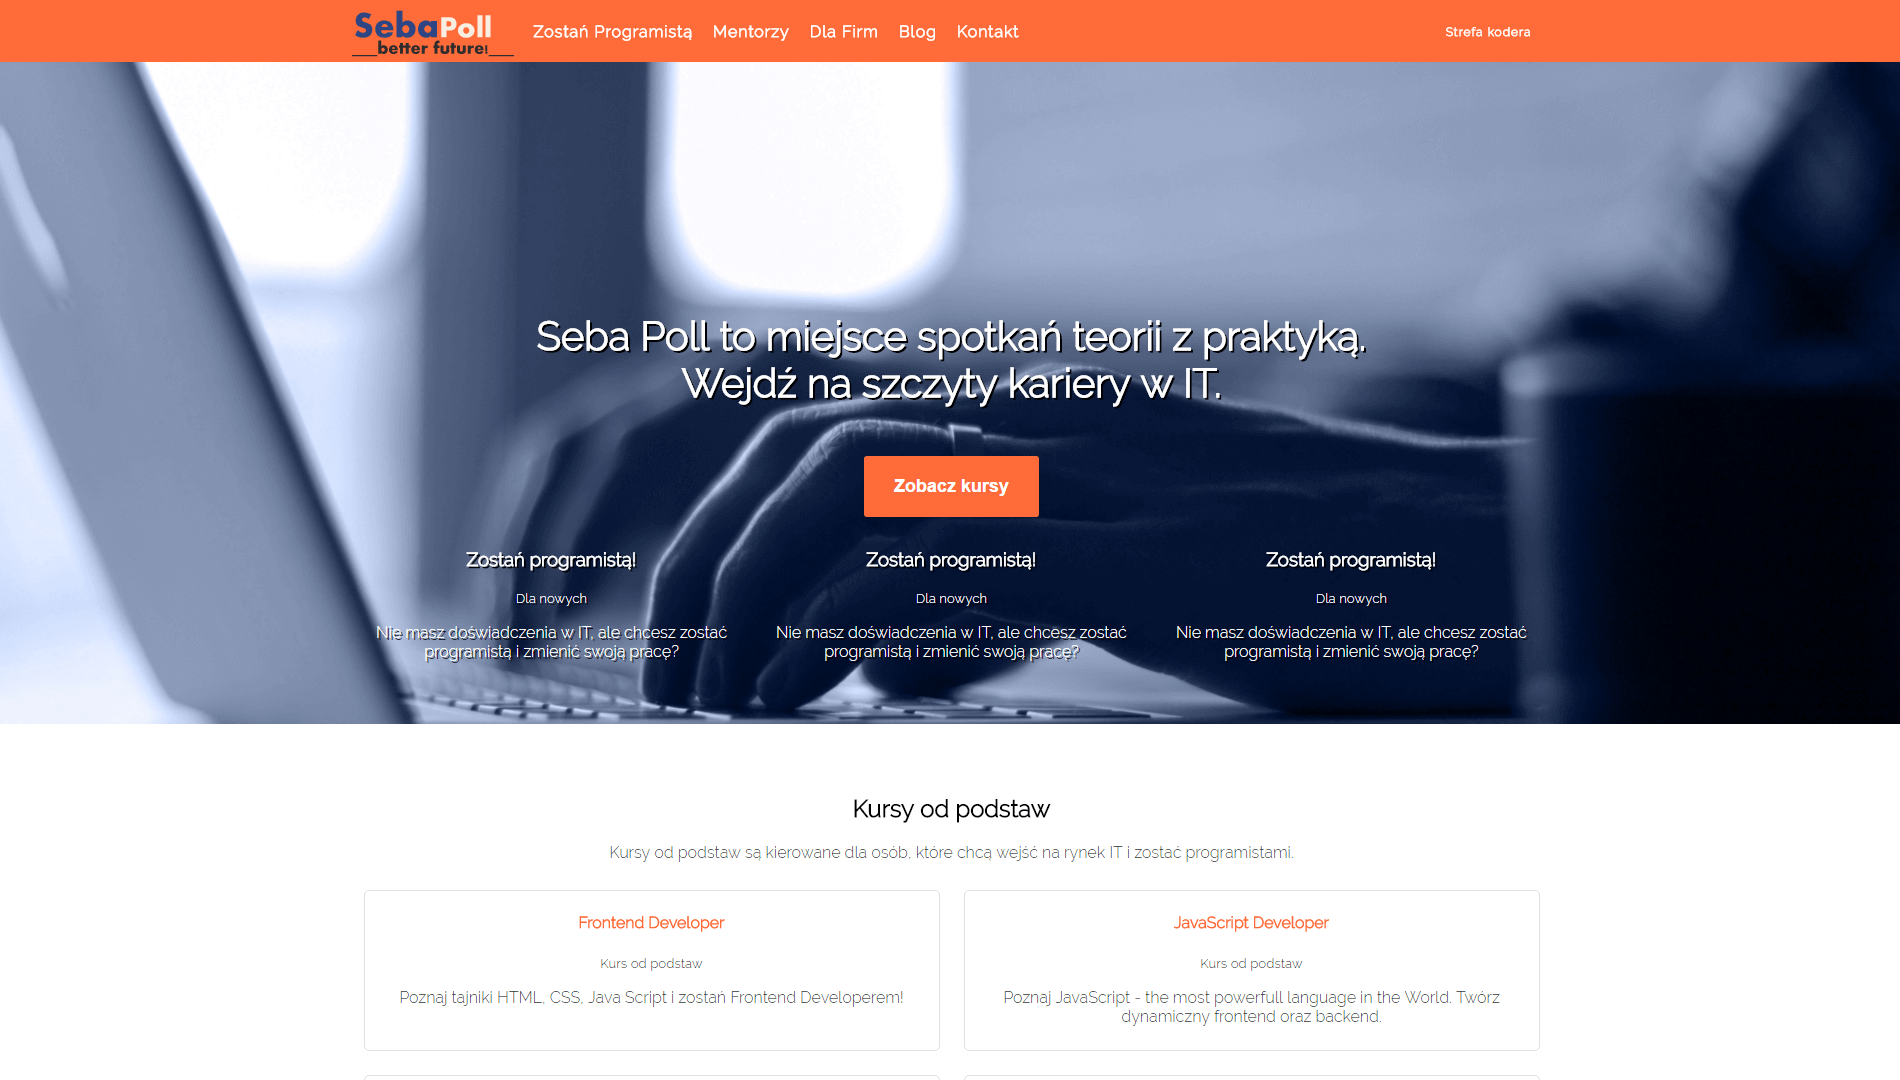 SebaPoll
better future!
Zostań Programistą
Mentorzy
Dla Firm
Blog
Kontakt
Strefa kodera
Seba Poll to miejsce spotkań teorii z praktyką.
Wejdź na szczyty kariery w IT.
Zobacz kursy
Zostań programistą!
Dla nowych
Nie masz doświadczenia w IT, ale chcesz zostać
programistą i zmienić swoją pracę?
Zostań programistą!
Dla nowych
Nie masz doświadczenia w IT, ale chcesz zostać
programistą i zmienić swoją pracę?
Zostań programistą!
Dla nowych
Nie masz doświadczenia w IT, ale chcesz zostać
programistą i zmienić swoją pracę?
Kursy od podstaw
Kursy od podstaw są kierowane dla osób, które chcą wejść na rynek IT i zostać programistami.
Frontend Developer
Kurs od podstaw
Poznaj tajniki HTML, CSS, Java Script i zostań Frontend Developerem!
JavaScript Developer
Kurs od podstaw
Poznaj JavaScript - the most powerfull language in the World. Twórz
dynamiczny frontend oraz backend.